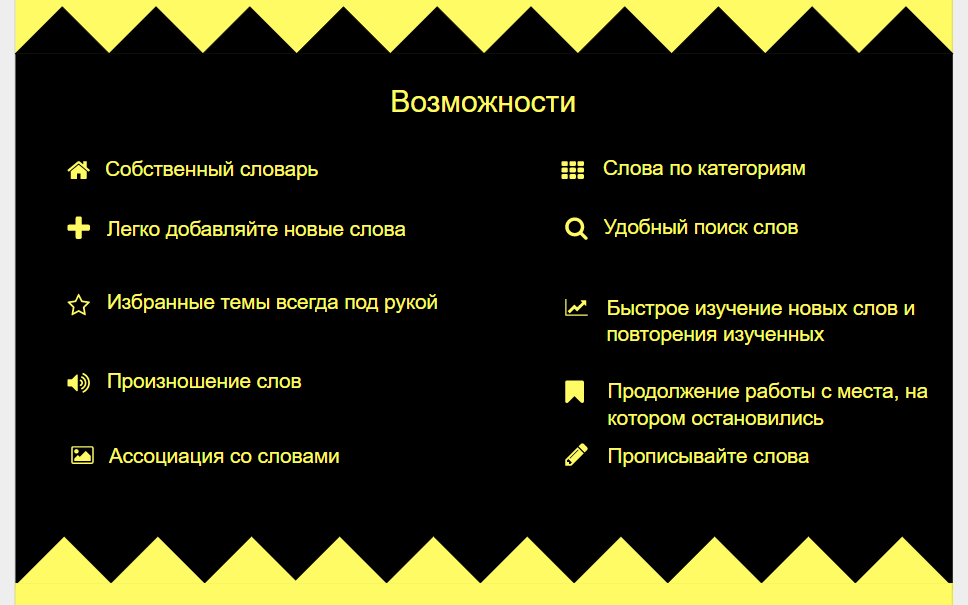 Возможности
Собственный словарь
Слова по категориям
Легко добавляйте новые слова
Удобный поиск слов
Избранные темы всегда под рукой
Быстрое изучение новых слов и
повторения изученных
Произношение слов
Продолжение работы с места, на
котором остановились
Ассоциация со словами
Прописывайте слова